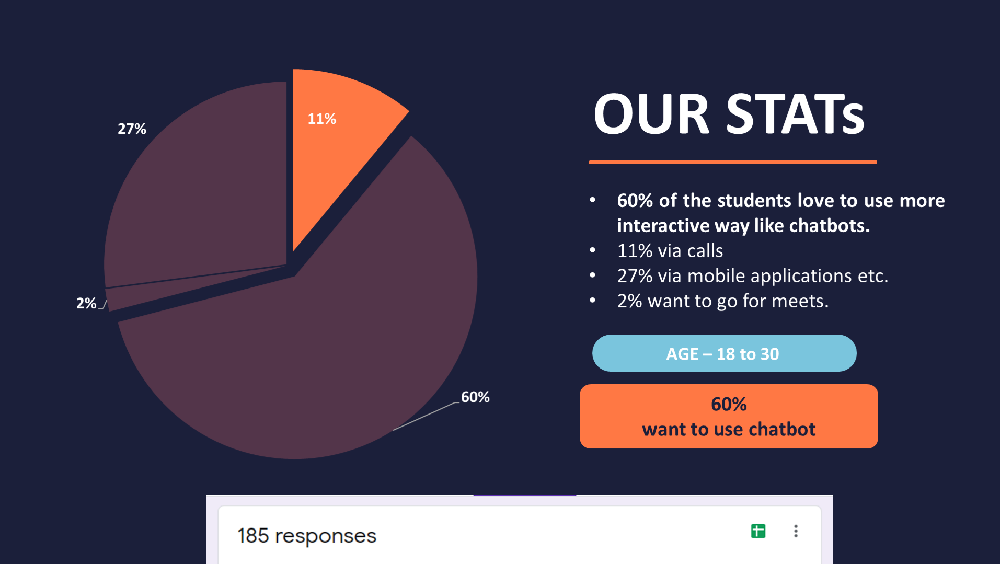 11%
27%
2%
60%
OUR STATs
• 60% of the students love to use more
interactive way like chatbots.
• 11% via calls
• 27% via mobile applications etc.
• 2% want to go for meets.
AGE – 18 to 30
60%
want to use chatbot
185 responses